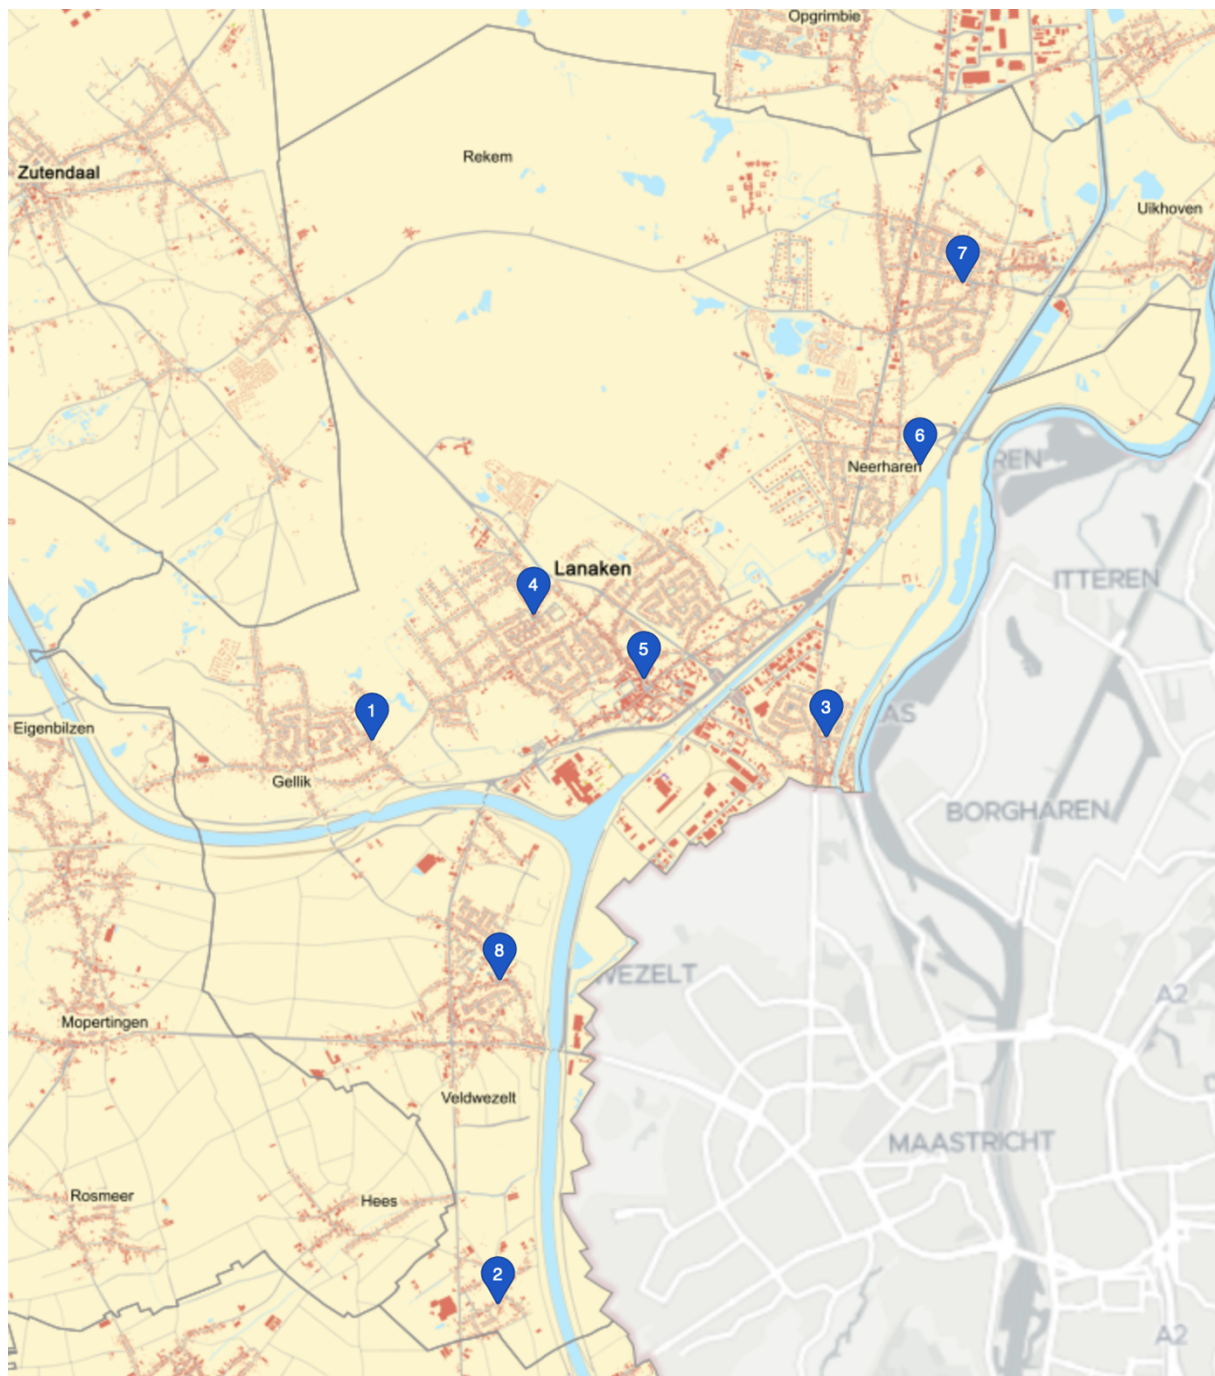 Opgrimbie
Rekem
Zutendaal
Uikhoven
7
6
Neerharen
REN
ITTEREN
Lanaken
4
5
1
3
AS
Eigenbilzen
Gellik
BORGHAREN
8
WEZELT
A2
Mopertingen
Veldwezelt
MAASTRICHT
Rosmeer
Hees
2
A2